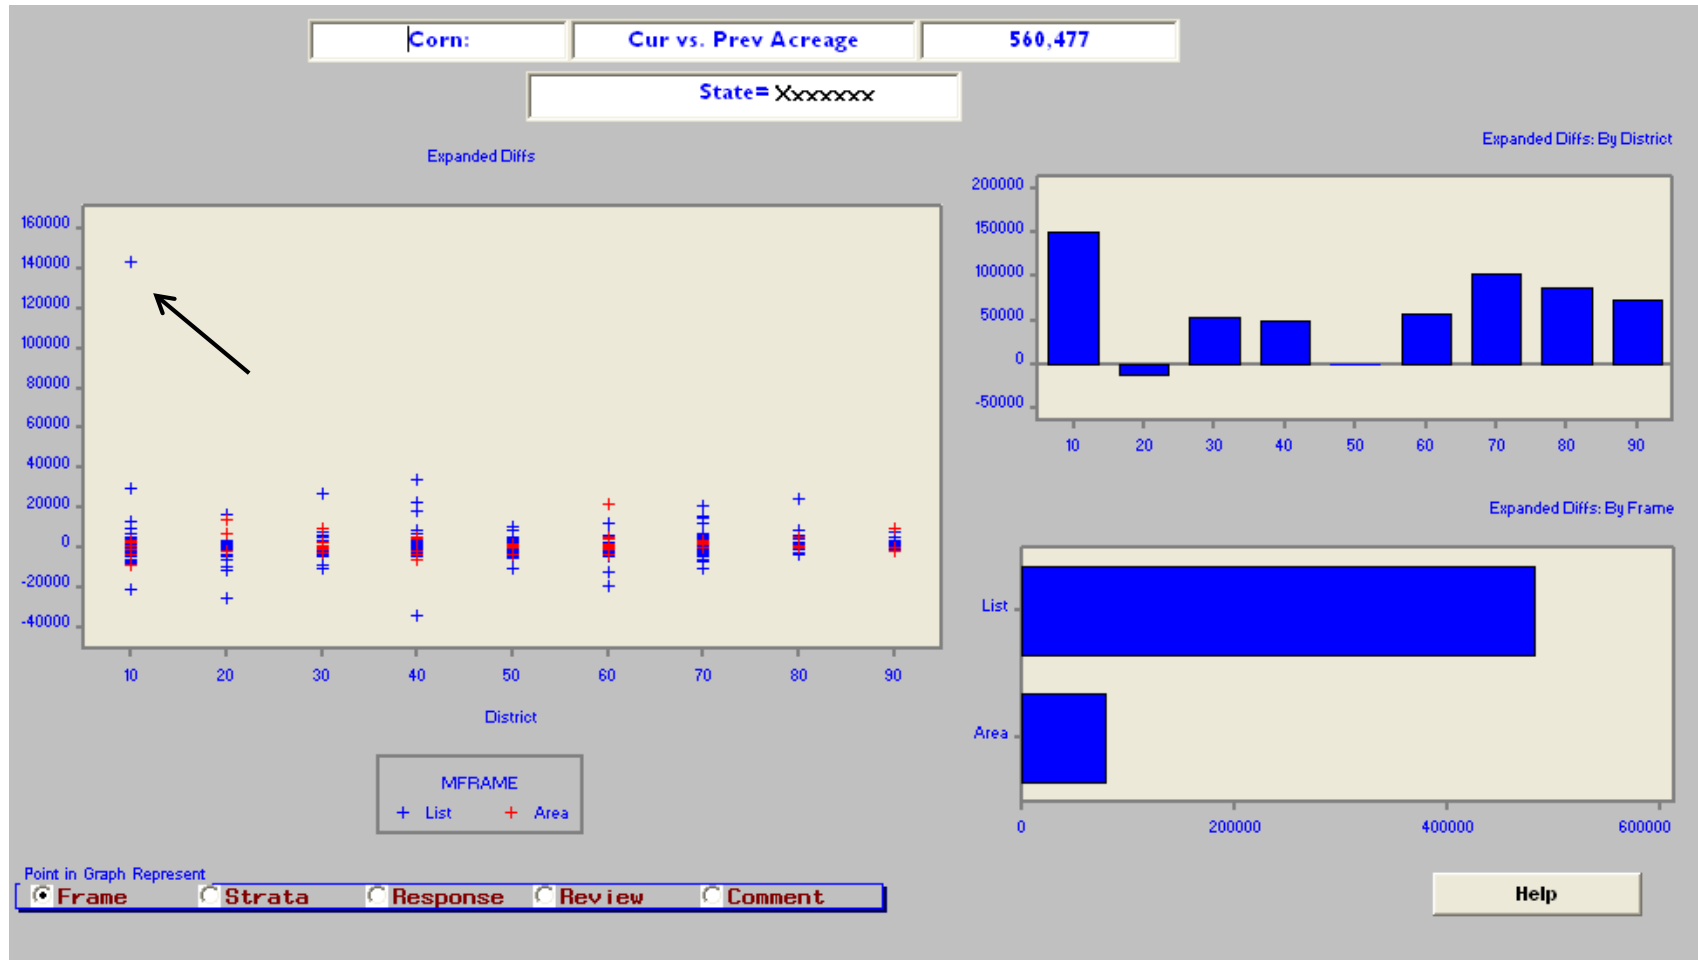 Corn: Cur vs. Prev Acreage 560,477
State= Xxxxxxx
Expanded Diffs
160000
140000
120000
100000
80000
60000
40000
20000
0
-20000
-40000
10 20 30 40 50 60 70 80 90
District
MFRAME
+ List + Area
Expanded Diffs: By District
200000
150000
100000
50000
0
-50000
10 20 30 40 50 60 70 80 90
Expanded Diffs: By Frame
List
Area
0 200000 400000 600000
Point in Graph Represent
Frame Strata Response Review Comment
Help